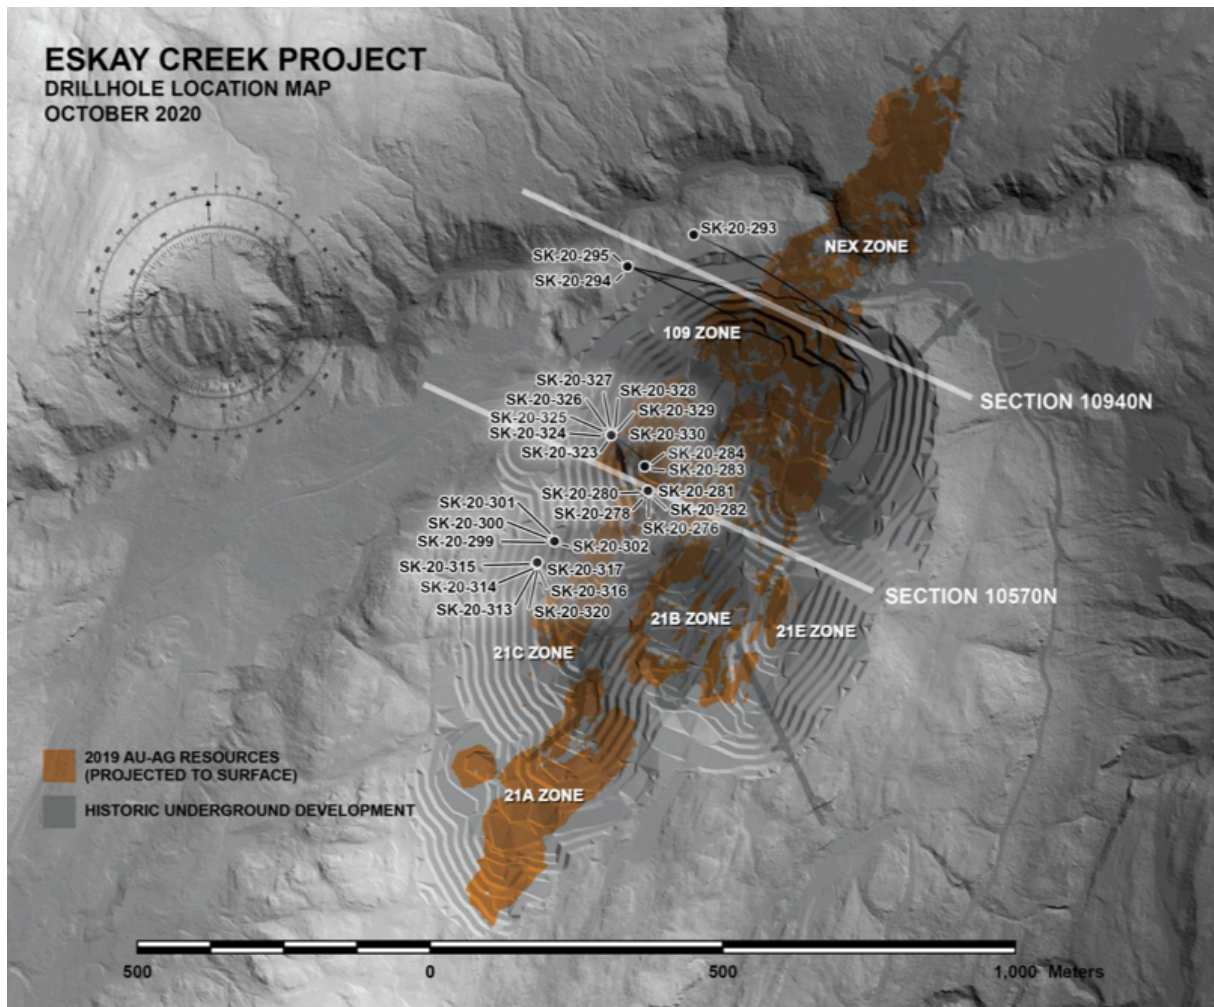 ESKAY CREEK PROJECT
DRILLHOLE LOCATION MAP
OCTOBER 2020
SK-20-293
SK-20-295
SK-20-294
NEX ZONE
109 ZONE
SECTION 10940N
SK-20-327
SK-20-328
SK-20-326
SK-20-329
SK-20-325
SK-20-324
SK-20-330
SK-20-323
SK-20-284
SK-20-283
SK-20-280
SK-20-281
SK-20-278
SK-20-282
SK-20-276
SK-20-301
SK-20-300
SK-20-299
SK-20-302
SK-20-315
SK-20-317
SK-20-314
SK-20-316
SK-20-313
SK-20-320
SECTION 10570N
21B ZONE
21E ZONE
21C ZONE
2019 AU-AG RESOURCES
(PROJECTED TO SURFACE)
HISTORIC UNDERGROUND DEVELOPMENT
21A ZONE
500 0 500 1,000 Meters